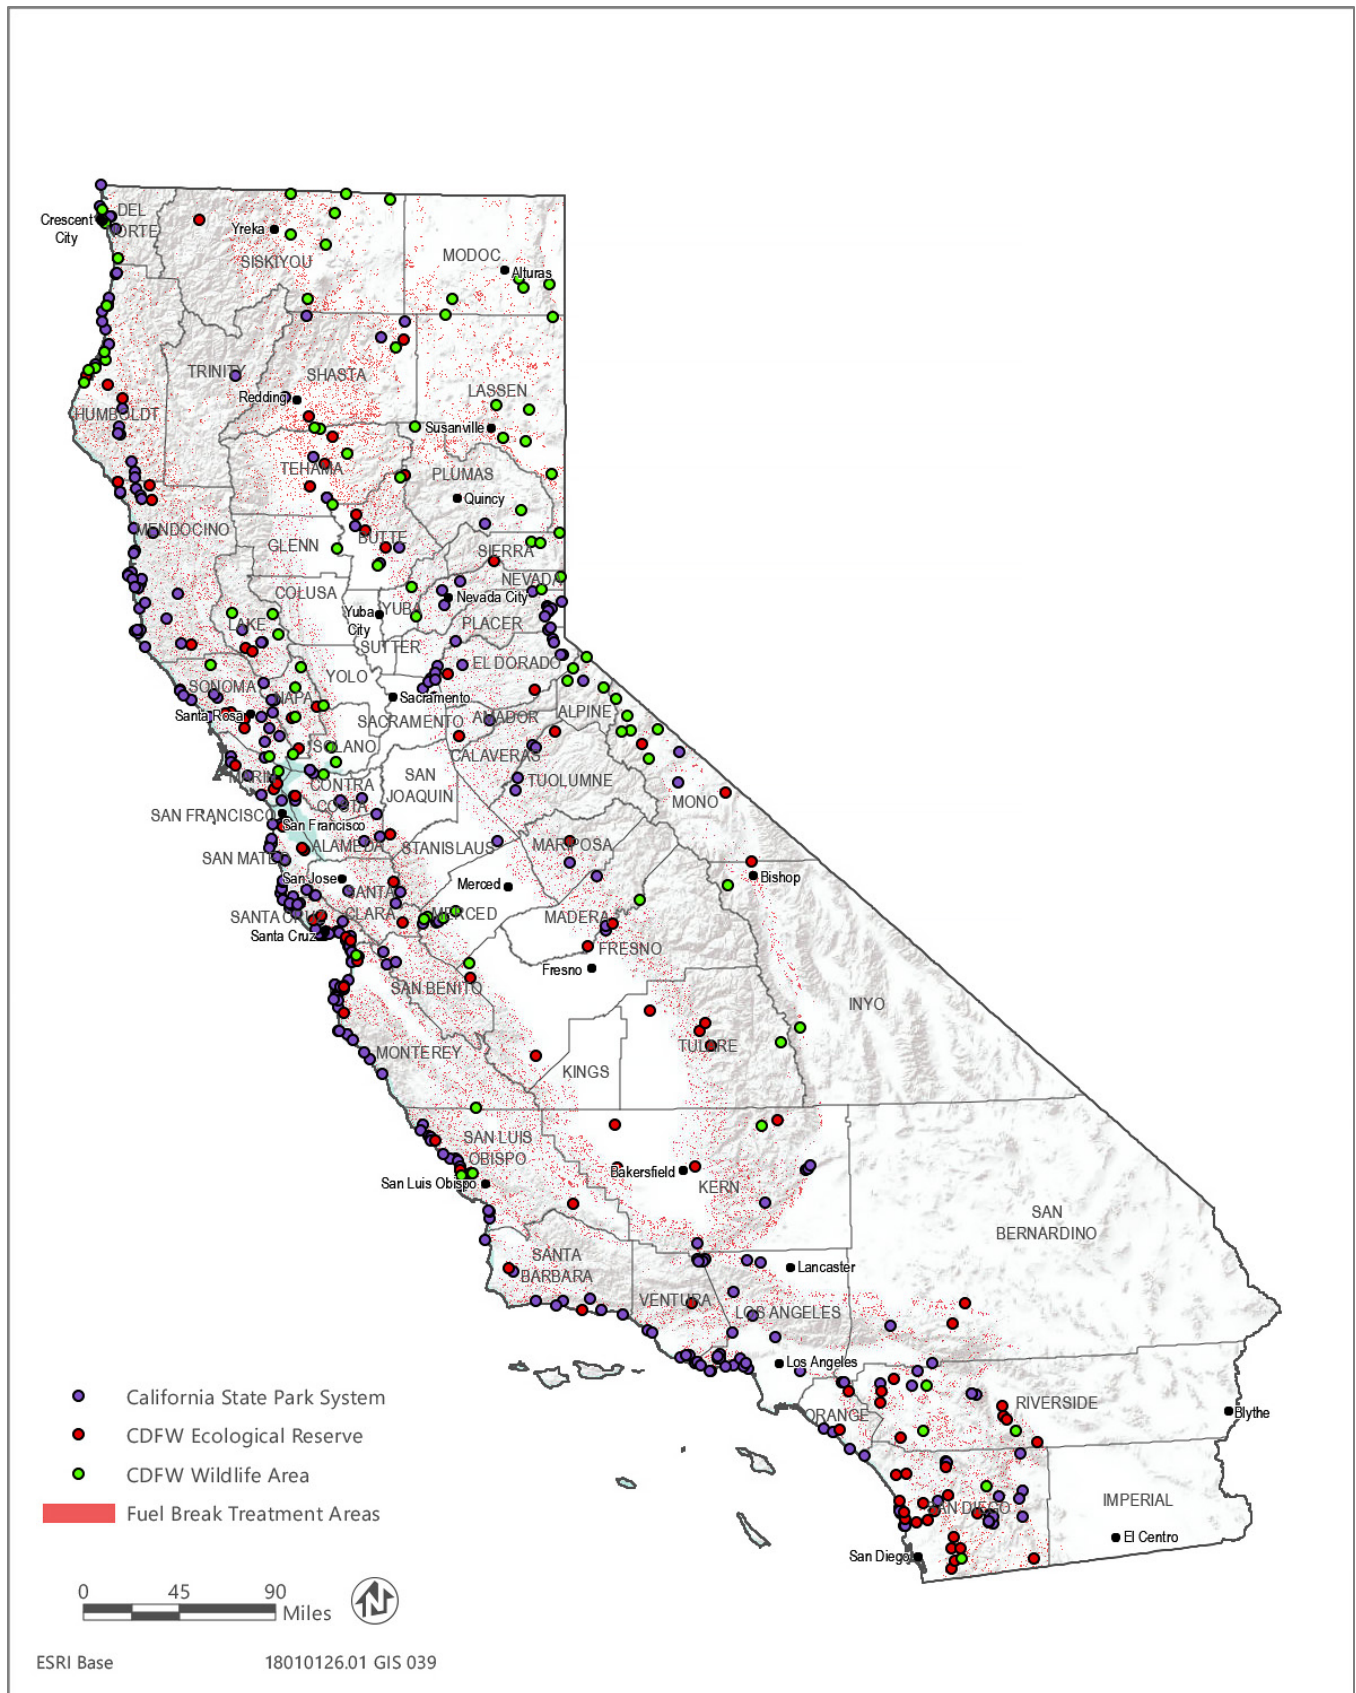 DEL
NORTE
Crescent
City
Yreka
SISKIYOU
MODOC
Alturas
TRINITY
SHASTA
LASSEN
Redding
HUMBOLDT
Susanville
TEHAMA
PLUMAS
Quincy
MENDOCINO
GLENN
BUTTE
SIERRA
NEVADA
COLUSA
Nevada City
Yuba
City
YUBA
LAKE
PLACER
SUTTER
YOLO
EL DORADO
SONOMA
NAPA
Sacramento
Santa Rosa
SACRAMENTO
AMADOR
ALPINE
SOLANO
CALAVERAS
MARIN
CONTRA
COSTA
SAN
JOAQUIN
TUOLUMNE
MONO
SAN FRANCISCO
San Francisco
ALAMEDA
STANISLAUS
MARIPOSA
SAN MATEO
San Jose
SANTA
CLARA
Merced
Bishop
SANTA CRUZ
MERCED
MADERA
Santa Cruz
FRESNO
Fresno
SAN BENITO
INYO
MONTEREY
TULARE
KINGS
SAN LUIS
OBISPO
Bakersfield
San Luis Obispo
KERN
SAN
BERNARDINO
SANTA
BARBARA
Lancaster
VENTURA
LOS ANGELES
Los Angeles
ORANGE
RIVERSIDE
Blythe
SAN DIEGO
IMPERIAL
El Centro
San Diego
California State Park System
CDFW Ecological Reserve
CDFW Wildlife Area
Fuel Break Treatment Areas
0 45 90
Miles
N
ESRI Base 18010126.01 GIS 039